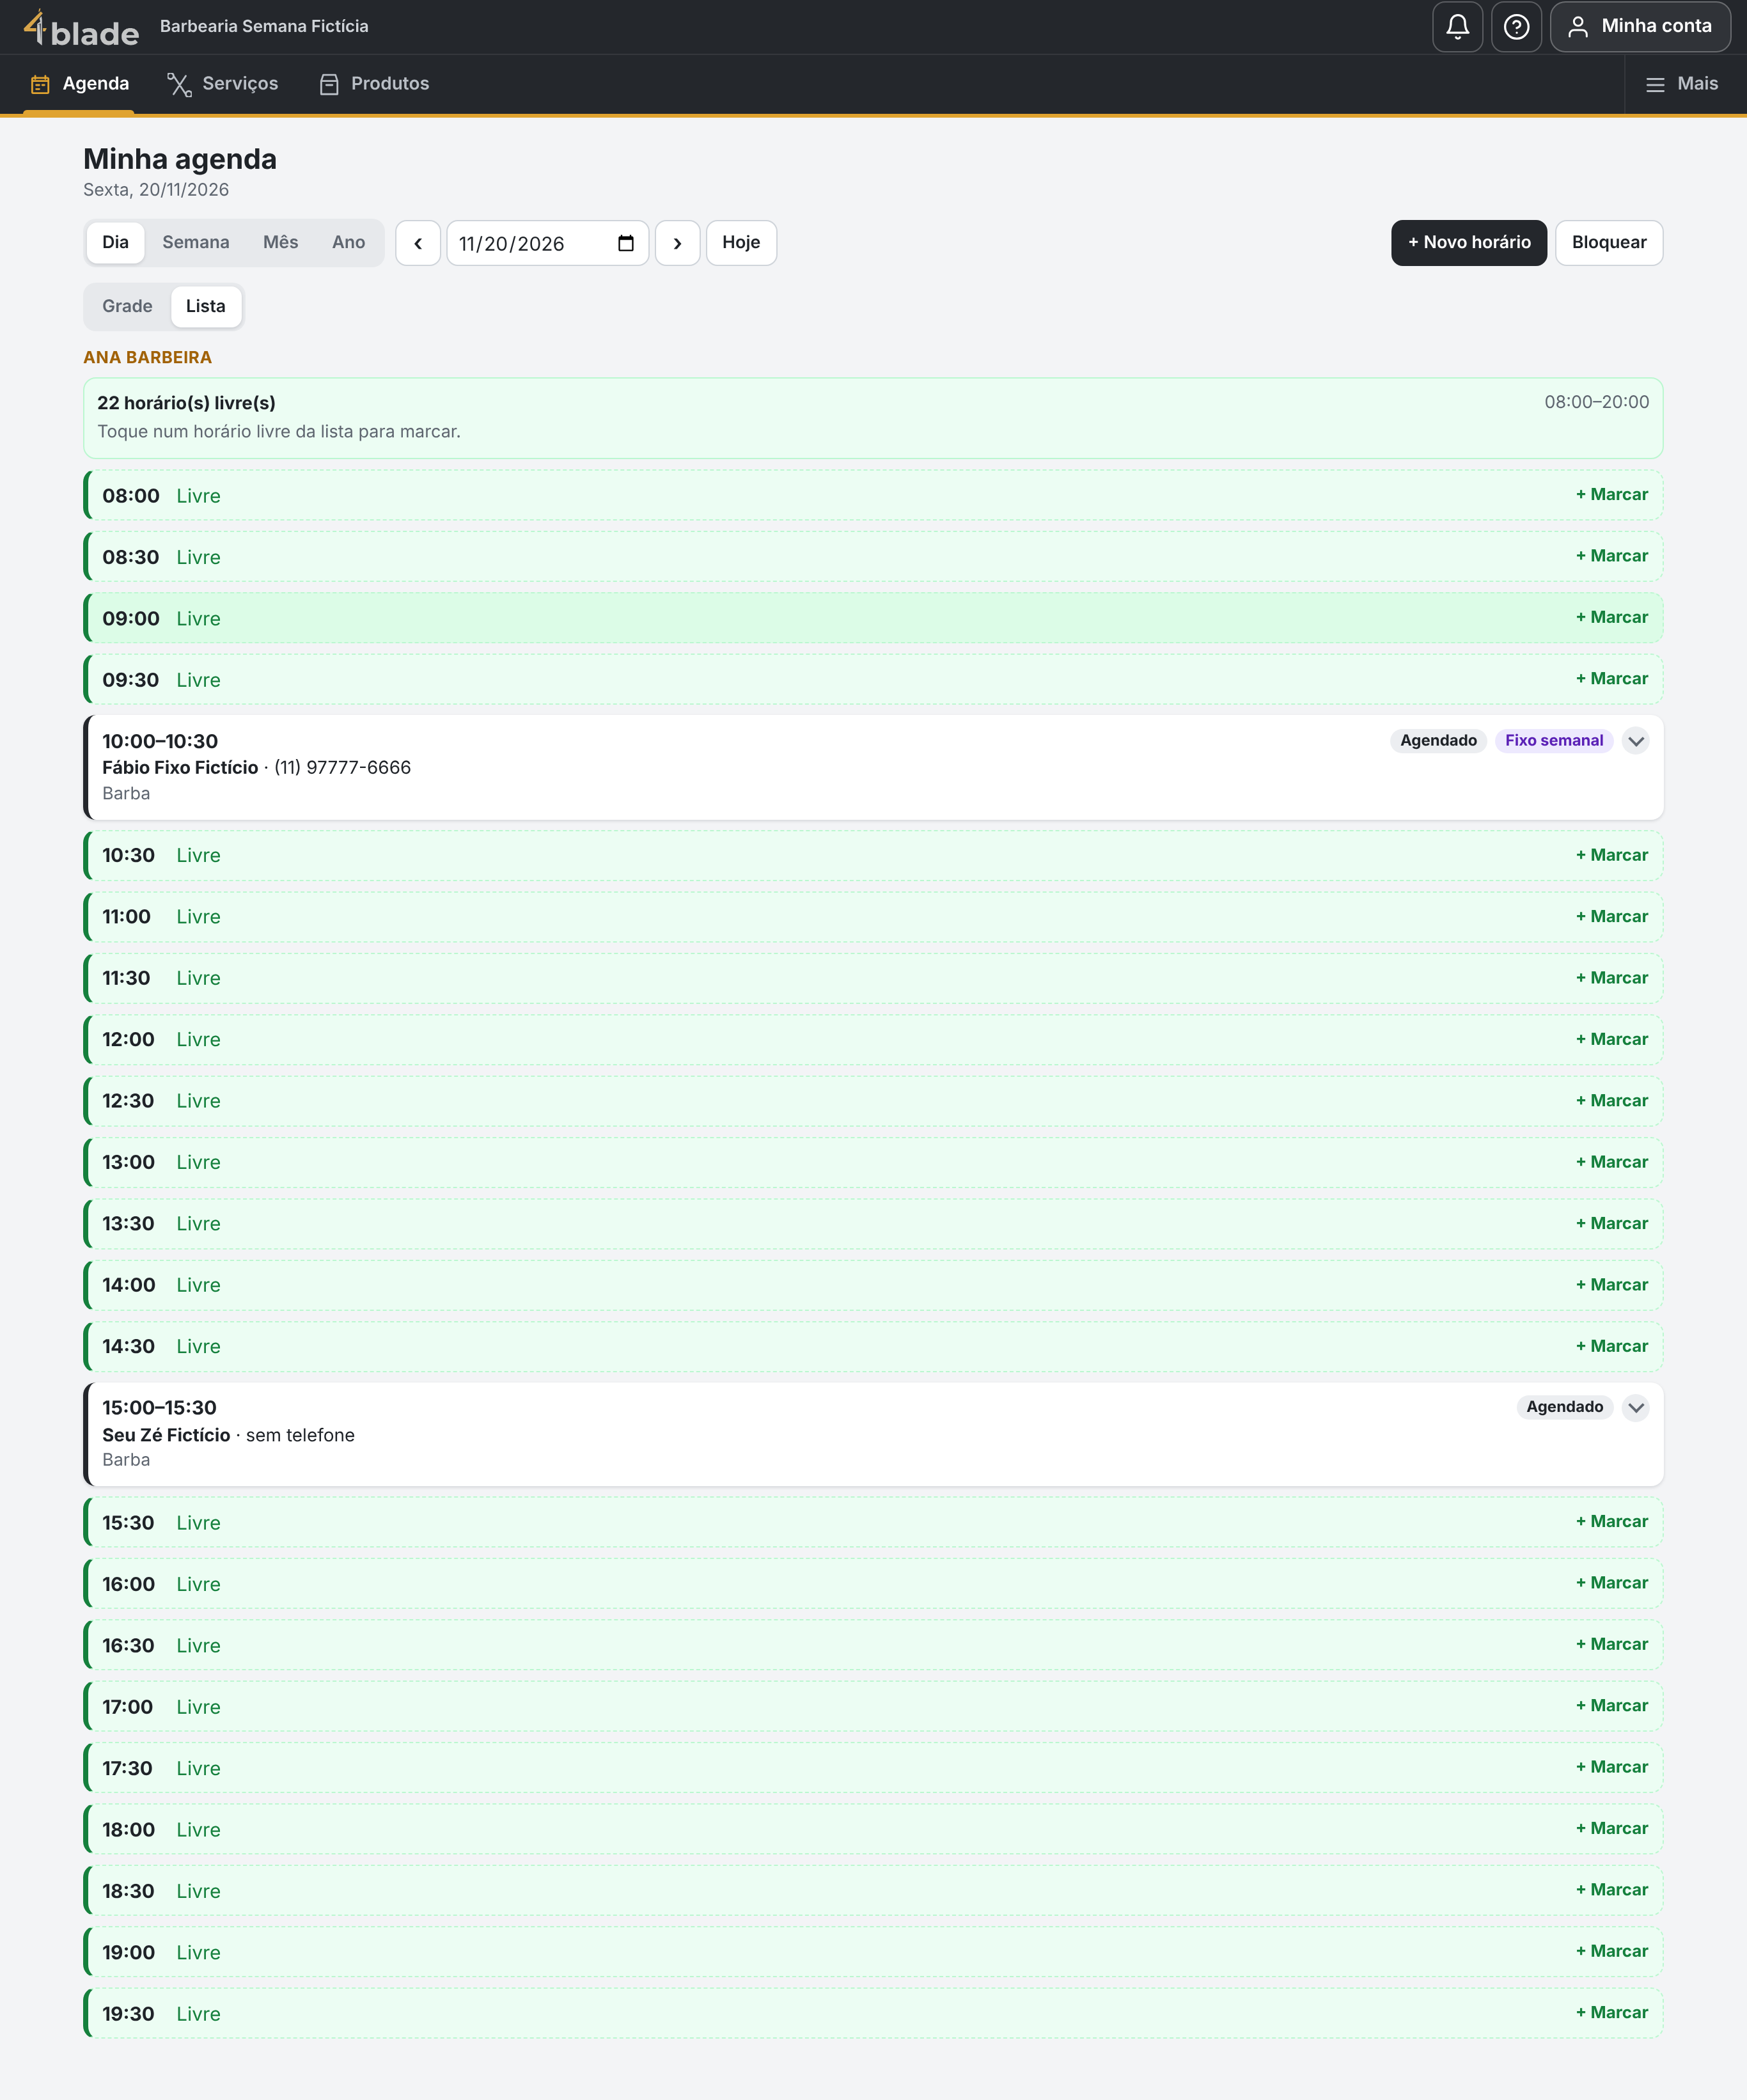 4blade Barbearia Semana Fictícia Minha conta
Agenda Serviços Produtos Mais
Minha agenda
Sexta, 20/11/2026
Dia Semana Mês Ano ‹ 11/20/2026 › Hoje + Novo horário Bloquear
Grade Lista
ANA BARBEIRA
22 horário(s) livre(s) 08:00–20:00
Toque num horário livre da lista para marcar.
08:00 Livre + Marcar
08:30 Livre + Marcar
09:00 Livre + Marcar
09:30 Livre + Marcar
10:00–10:30 Agendado Fixo semanal
Fábio Fixo Fictício · (11) 97777-6666
Barba
10:30 Livre + Marcar
11:00 Livre + Marcar
11:30 Livre + Marcar
12:00 Livre + Marcar
12:30 Livre + Marcar
13:00 Livre + Marcar
13:30 Livre + Marcar
14:00 Livre + Marcar
14:30 Livre + Marcar
15:00–15:30 Agendado
Seu Zé Fictício · sem telefone
Barba
15:30 Livre + Marcar
16:00 Livre + Marcar
16:30 Livre + Marcar
17:00 Livre + Marcar
17:30 Livre + Marcar
18:00 Livre + Marcar
18:30 Livre + Marcar
19:00 Livre + Marcar
19:30 Livre + Marcar